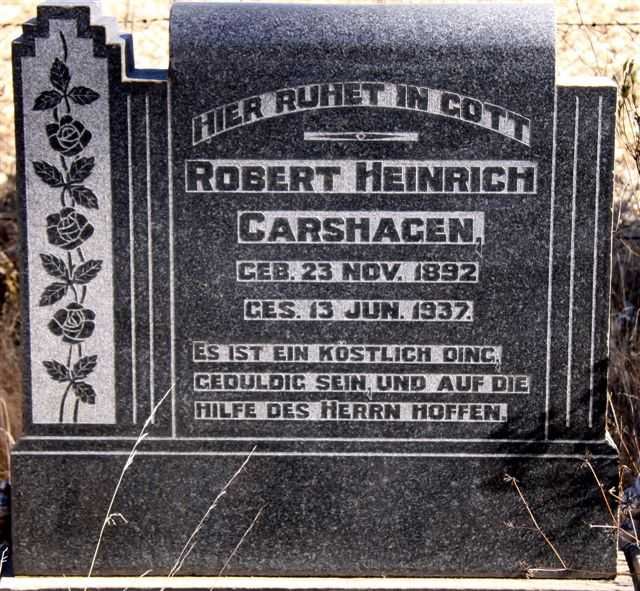 HIER RUHET IN GOTT
ROBERT HEINRICH
CARSHAGEN,
GEB. 23 NOV. 1892
GES. 13 JUN. 1937.
ES IST EIN KÖSTLICH DING,
GEDULDIG SEIN, UND AUF DIE
HILFE DES HERRN HOFFEN.